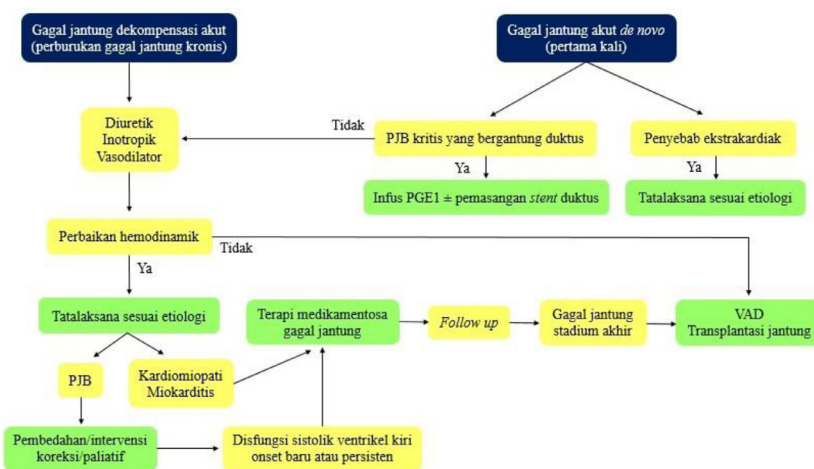 Gagal jantung dekompensasi akut
(perburukan gagal jantung kronis)
Gagal jantung akut de novo
(pertama kali)
Diuretik
Inotropik
Vasodilator
Tidak
PJB kritis yang bergantung duktus
Penyebab ekstrakardiak
Ya
Ya
Infus PGE1 ± pemasangan stent duktus
Tatalaksana sesuai etiologi
Perbaikan hemodinamik
Tidak
Ya
Tatalaksana sesuai etiologi
Terapi medikamentosa
gagal jantung
Follow up
Gagal jantung
stadium akhir
VAD
Transplantasi jantung
PJB
Kardiomiopati
Miokarditis
Pembedahan/intervensi
koreksi/paliatif
Disfungsi sistolik ventrikel kiri
onset baru atau persisten